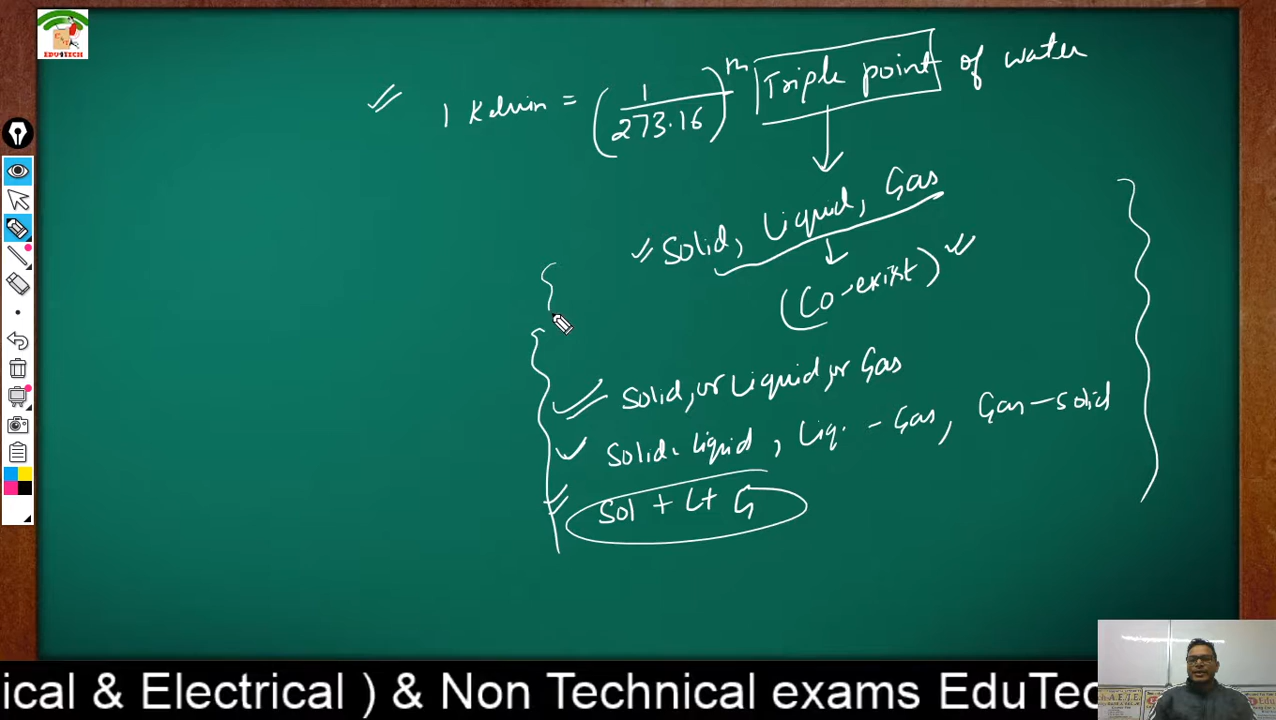 EDU4TECH
1 Kelvin = (1/273.16)th Triple point of water
Solid, Liquid, Gas
(Co-exist)
Solid, or Liquid, or Gas
Solid - Liquid, Liq. - Gas, Gas - Solid
Sol + L + G
ical & Electrical ) & Non Technical exams EduTec